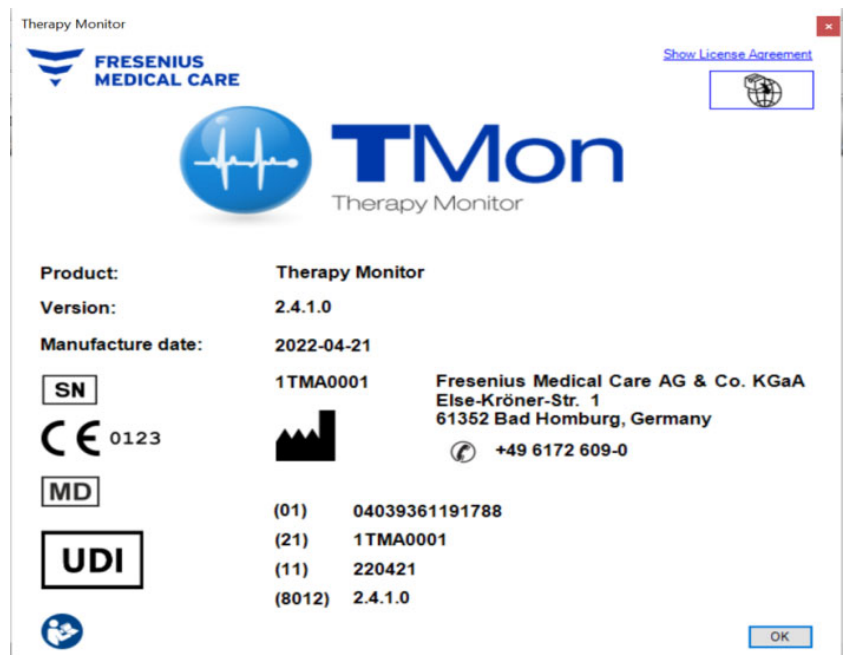 Therapy Monitor
FRESENIUS
MEDICAL CARE
Show License Agreement
TMon
Therapy Monitor
Product: Therapy Monitor
Version: 2.4.1.0
Manufacture date: 2022-04-21
SN 1TMA0001 Fresenius Medical Care AG & Co. KGaA
Else-Kröner-Str. 1
61352 Bad Homburg, Germany
CE 0123
+49 6172 609-0
MD
UDI
(01) 04039361191788
(21) 1TMA0001
(11) 220421
(8012) 2.4.1.0
OK